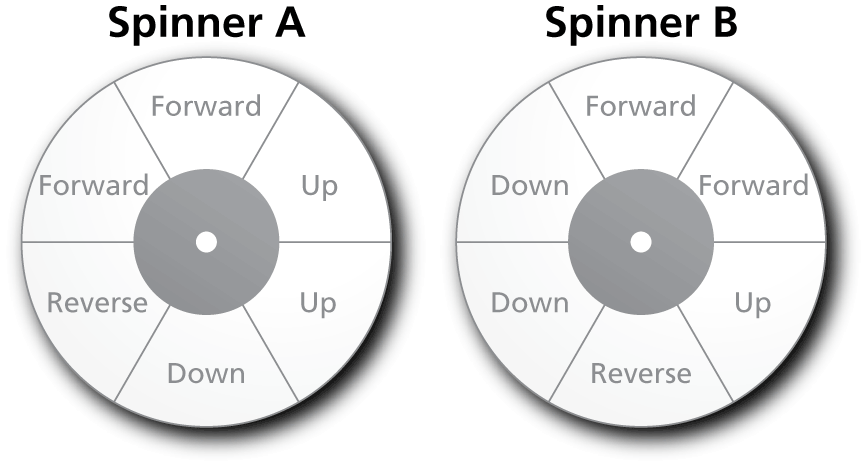 Spinner A
Forward
Forward
Up
Reverse
Up
Down
Spinner B
Forward
Down
Forward
Down
Up
Reverse